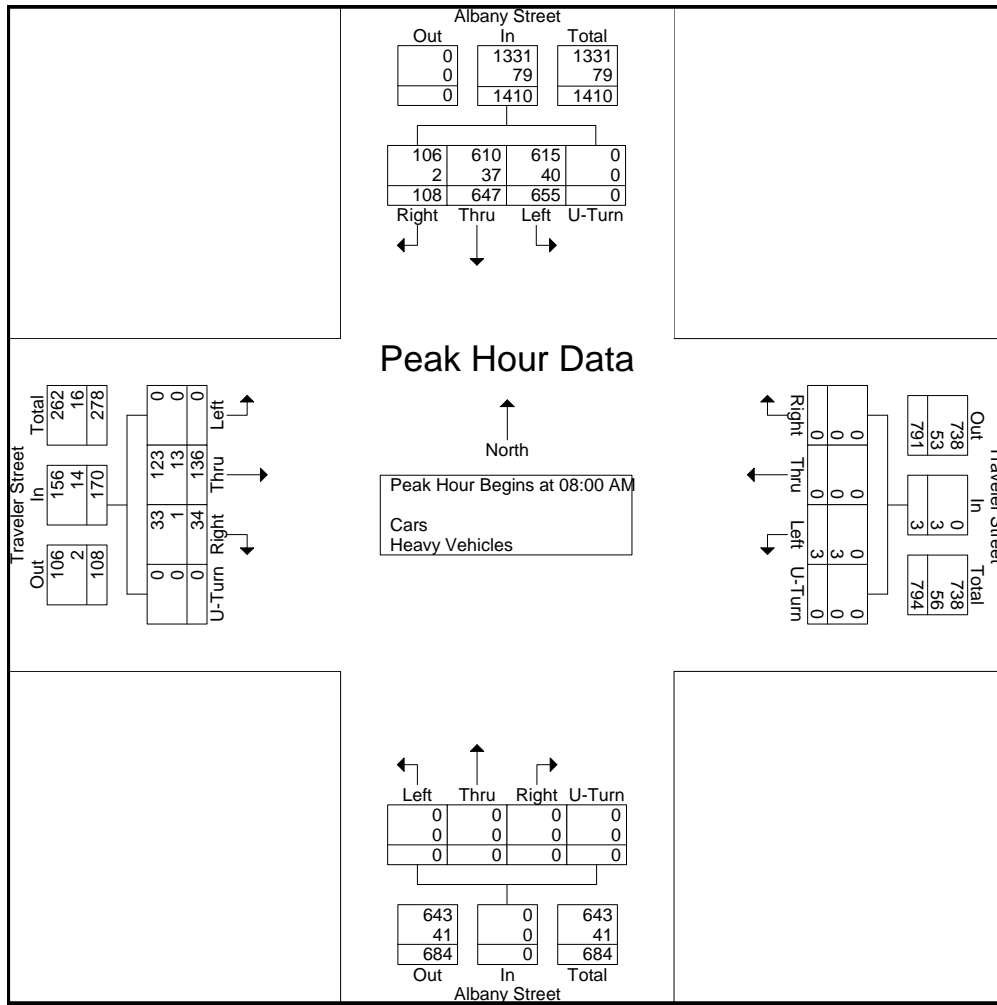 Albany Street
Out In Total
0 1331 1331
0 79 79
0 1410 1410
106 610 615 0
2 37 40 0
108 647 655 0
Right Thru Left U-Turn
Peak Hour Data
North
Peak Hour Begins at 08:00 AM
Cars
Heavy Vehicles
Traveler Street
Total In Out
262 156 106
16 14 2
278 170 108
0 123 33 0
0 13 1 0
0 136 34 0
Left Thru Right U-Turn
Traveler Street
Out In Total
738 0 738
53 3 56
791 3 794
Right Thru Left U-Turn
0 0 0 0
0 0 3 0
0 0 3 0
Left Thru Right U-Turn
0 0 0 0
0 0 0 0
0 0 0 0
643 0 643
41 0 41
684 0 684
Out In Total
Albany Street